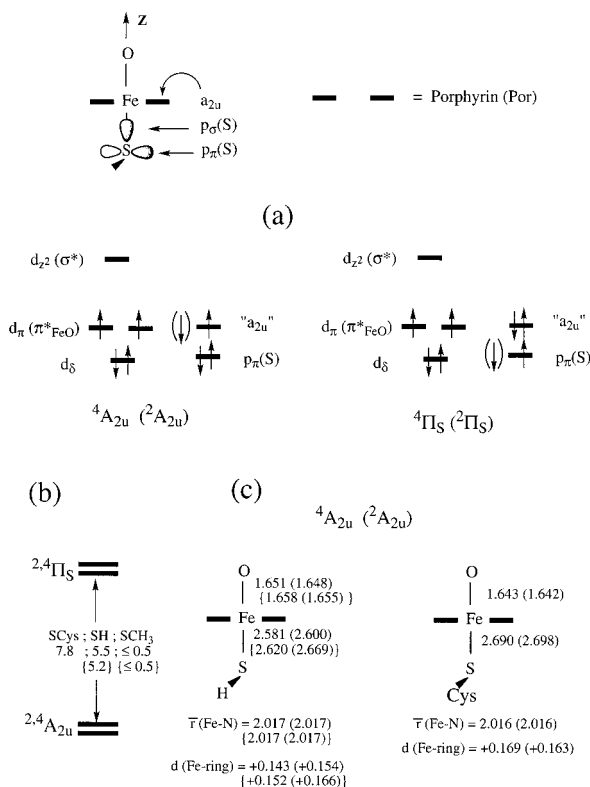 z
O
Fe
a2u
pσ(S)
S
pπ(S)
= Porphyrin (Por)
(a)
dz2 (σ*)
dπ (π*FeO)
"a2u"
dδ
pπ(S)
4A2u (2A2u)
dz2 (σ*)
dπ (π*FeO)
"a2u"
dδ
pπ(S)
4ΠS (2ΠS)
(b)
2,4ΠS
SCys ; SH ; SCH3
7.8 ; 5.5 ; ≤ 0.5
{5.2} {≤ 0.5}
2,4A2u
(c)
4A2u (2A2u)
O
1.651 (1.648)
{1.658 (1.655) }
Fe
2.581 (2.600)
{2.620 (2.669)}
S
H
r̅ (Fe-N) = 2.017 (2.017)
{2.017 (2.017)}
d (Fe-ring) = +0.143 (+0.154)
{+0.152 (+0.166)}
O
1.643 (1.642)
Fe
2.690 (2.698)
S
Cys
r̅ (Fe-N) = 2.016 (2.016)
d (Fe-ring) = +0.169 (+0.163)